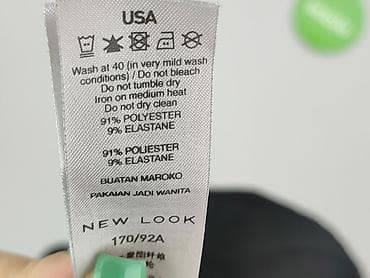 USA
Wash at 40 (in very mild wash
conditions) / Do not bleach
Do not tumble dry
Iron on medium heat
Do not dry clean
91% POLYESTER
9% ELASTANE
91% POLIESTER
9% ELASTANE
BUATAN MAROKO
PAKAIAN JADI WANITA
NEW LOOK
170/92A